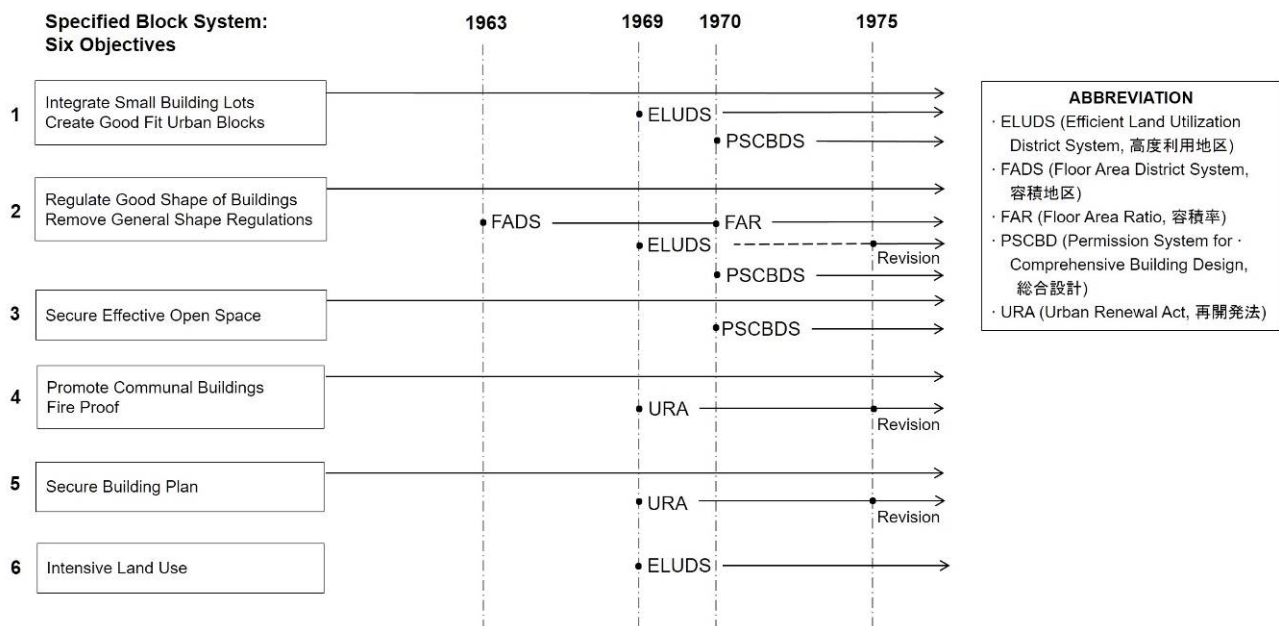 Specified Block System:
Six Objectives
1963
1969
1970
1975
1
Integrate Small Building Lots
Create Good Fit Urban Blocks
ELUDS
PSCBDS
2
Regulate Good Shape of Buildings
Remove General Shape Regulations
FADS
FAR
ELUDS
Revision
PSCBDS
3
Secure Effective Open Space
PSCBDS
4
Promote Communal Buildings
Fire Proof
URA
Revision
5
Secure Building Plan
URA
Revision
6
Intensive Land Use
ELUDS
ABBREVIATION
· ELUDS (Efficient Land Utilization
District System, 高度利用地区)
· FADS (Floor Area District System,
容積地区)
· FAR (Floor Area Ratio, 容積率)
· PSCBD (Permission System for ·
Comprehensive Building Design,
総合設計)
· URA (Urban Renewal Act, 再開発法)